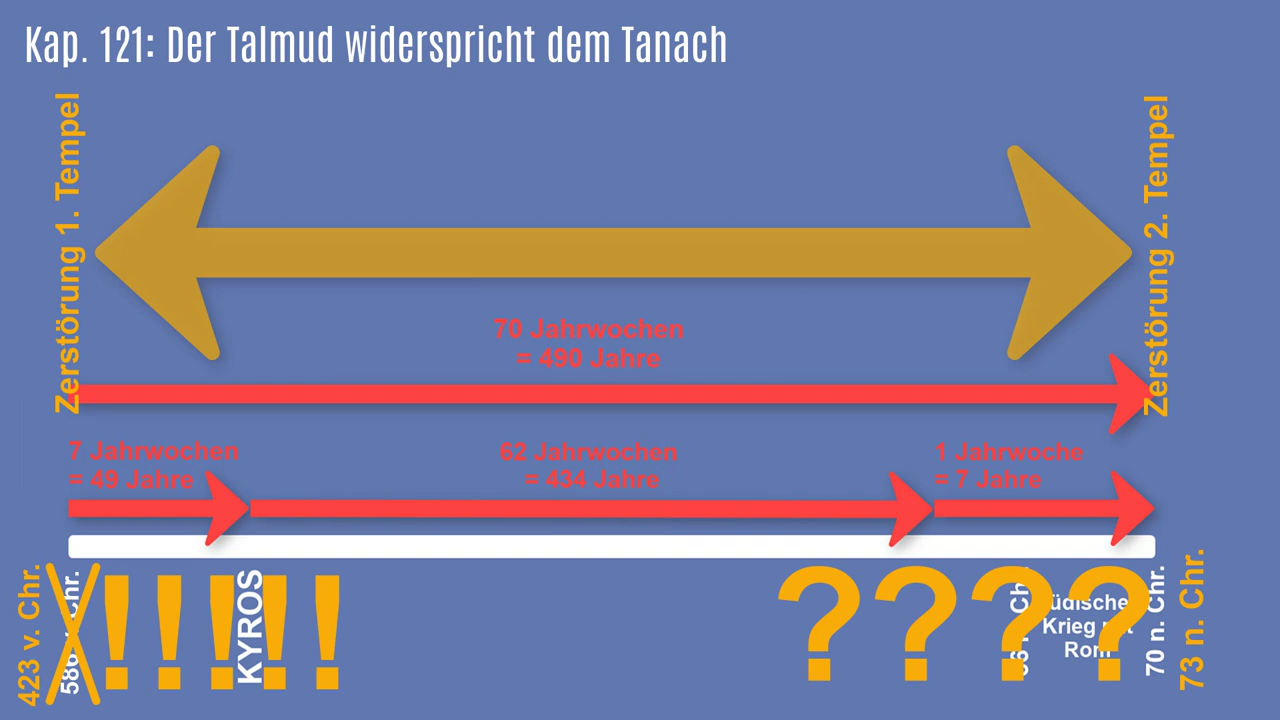 Kap. 121: Der Talmud widerspricht dem Tanach
Zerstörung 1. Tempel
Zerstörung 2. Tempel
70 Jahrwochen
= 490 Jahre
7 Jahrwochen
= 49 Jahre
62 Jahrwochen
= 434 Jahre
1 Jahrwoche
= 7 Jahre
423 v. Chr.
!!!!!
KYROS
????
Krieg
Rom
70 n. Chr.
73 n. Chr.